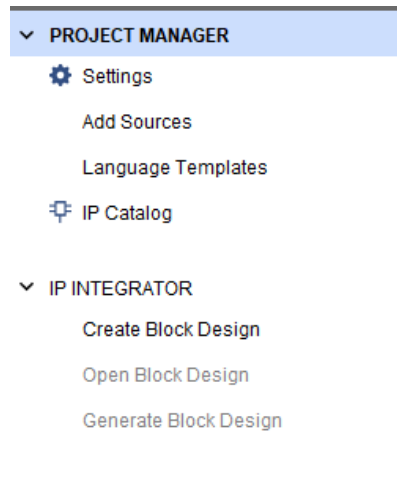 PROJECT MANAGER
Settings
Add Sources
Language Templates
IP Catalog
IP INTEGRATOR
Create Block Design
Open Block Design
Generate Block Design